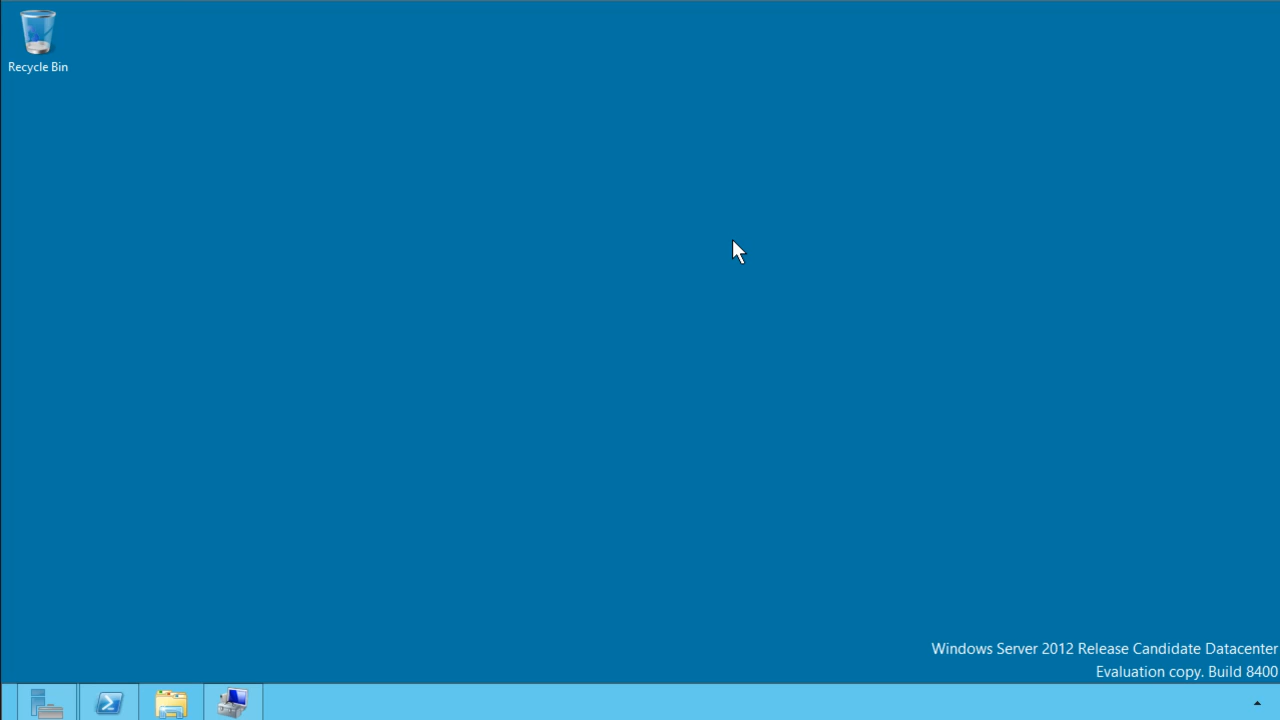 Recycle Bin
Windows Server 2012 Release Candidate Datacenter
Evaluation copy. Build 8400